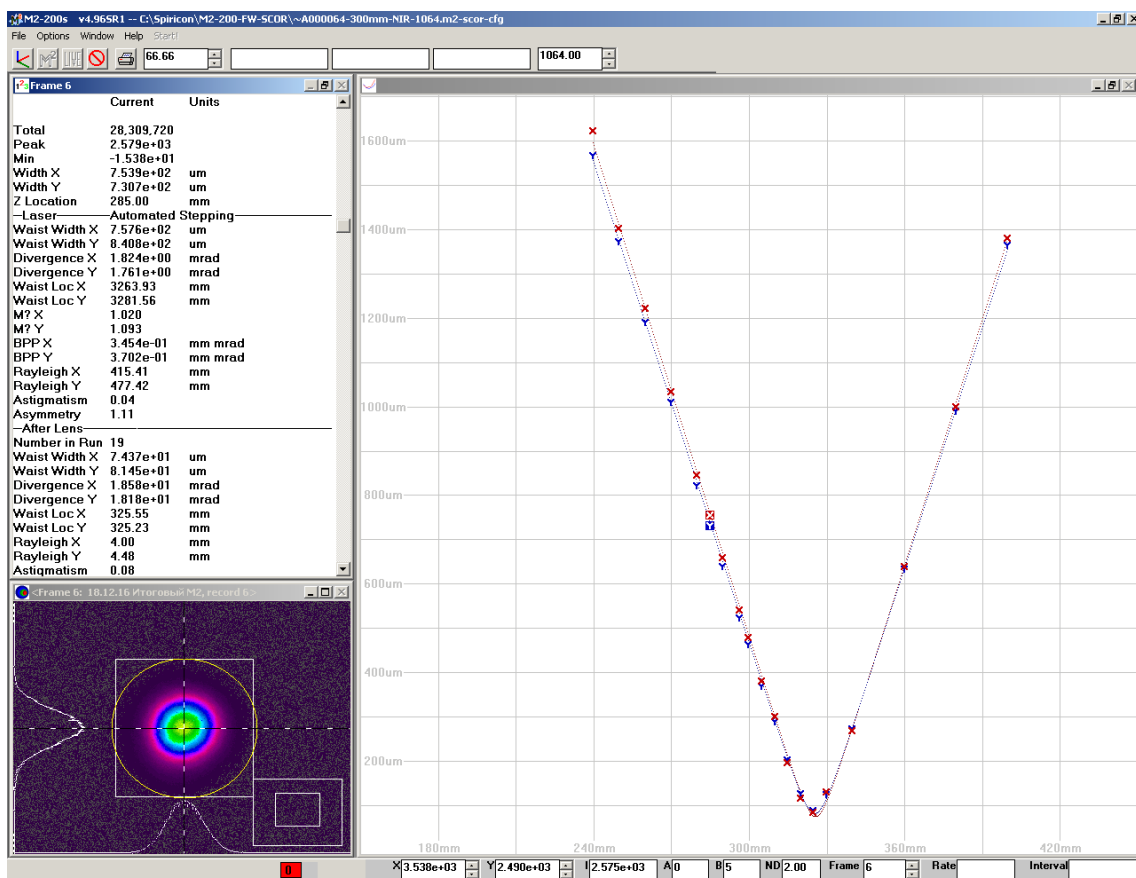 M2-200s v4.96SR1 -- C:\Spiricon\M2-200-FW-SCOR\~A000064-300mm-NIR-1064.m2-scor-cfg
File Options Window Help Start!
M² LIVE 66.66 1064.00
Frame 6
Current Units
Total 28,309,720
Peak 2.579e+03
Min -1.538e+01
Width X 7.539e+02 um
Width Y 7.307e+02 um
Z Location 285.00 mm
Laser Automated Stepping
Waist Width X 7.576e+02 um
Waist Width Y 8.408e+02 um
Divergence X 1.824e+00 mrad
Divergence Y 1.761e+00 mrad
Waist Loc X 3263.93 mm
Waist Loc Y 3281.56 mm
M? X 1.020
M? Y 1.093
BPP X 3.454e-01 mm mrad
BPP Y 3.702e-01 mm mrad
Rayleigh X 415.41 mm
Rayleigh Y 477.42 mm
Astigmatism 0.04
Asymmetry 1.11
After Lens
Number in Run 19
Waist Width X 7.437e+01 um
Waist Width Y 8.145e+01 um
Divergence X 1.858e+01 mrad
Divergence Y 1.818e+01 mrad
Waist Loc X 325.55 mm
Waist Loc Y 325.23 mm
Rayleigh X 4.00 mm
Rayleigh Y 4.48 mm
Astigmatism 0.08
<Frame 6: 18.12.16 Итоговый M2, record 6>
1600um
1400um
1200um
1000um
800um
600um
400um
200um
180mm 240mm 300mm 360mm 420mm
0 X 3.538e+03 Y 2.490e+03 I 2.575e+03 A 0 B 5 ND 2.00 Frame 6 Rate Interval